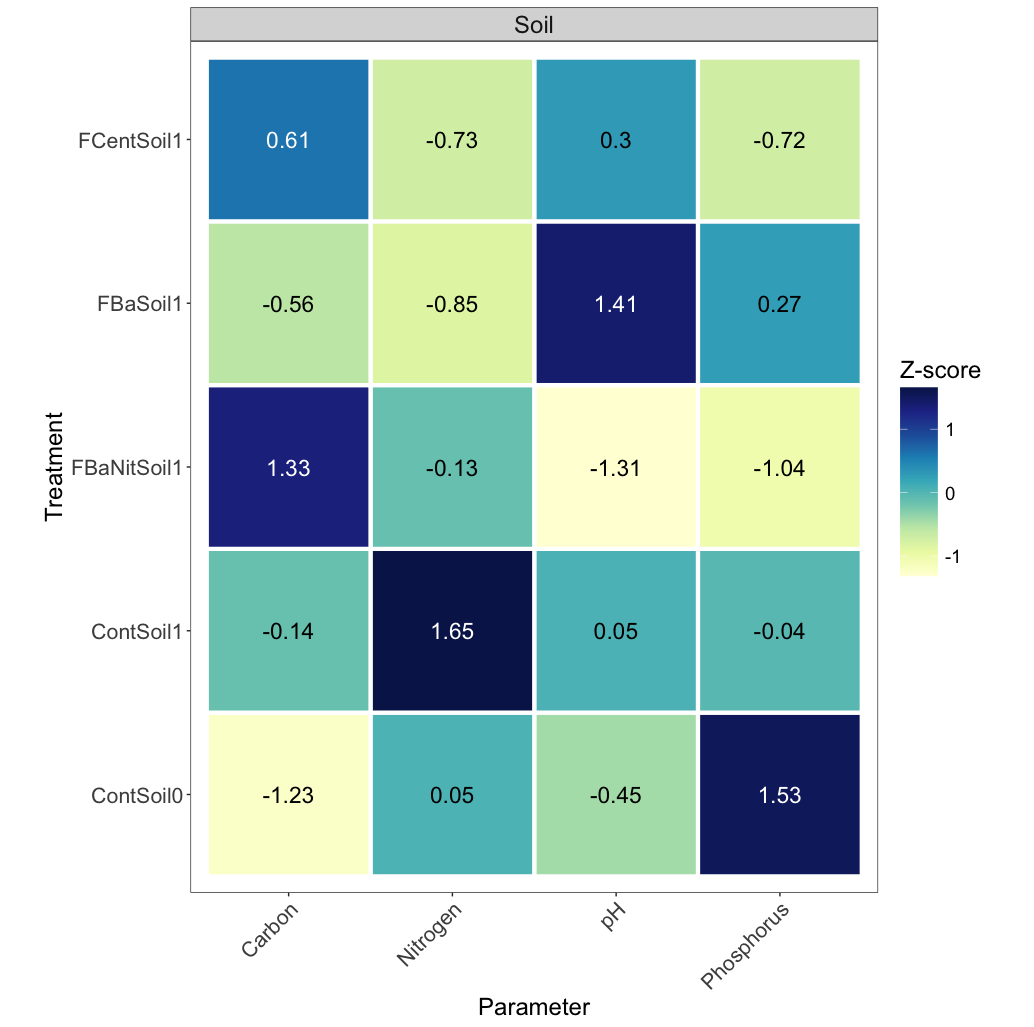 Soil
FCentSoil1 0.61 -0.73 0.3 -0.72
FBaSoil1 -0.56 -0.85 1.41 0.27
FBaNitSoil1 1.33 -0.13 -1.31 -1.04
ContSoil1 -0.14 1.65 0.05 -0.04
ContSoil0 -1.23 0.05 -0.45 1.53
Carbon Nitrogen pH Phosphorus
Parameter
Treatment
Z-score
1
0
-1